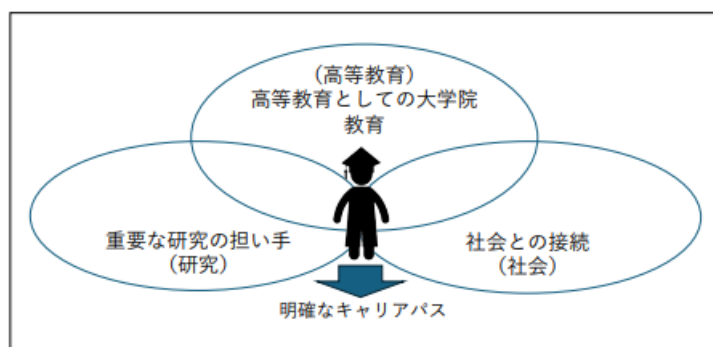 （高等教育）
高等教育としての大学院
教育
重要な研究の担い手
（研究）
社会との接続
（社会）
明確なキャリアパス